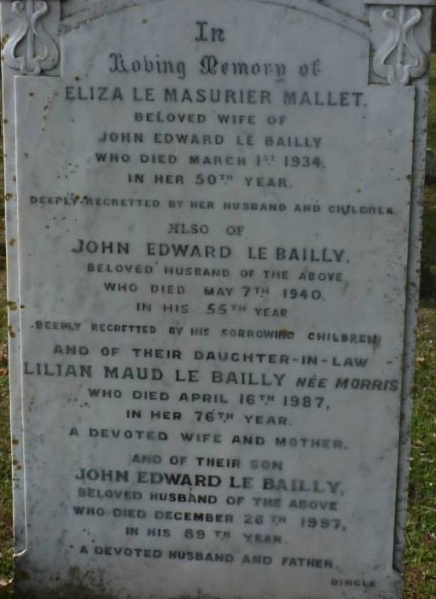 In
Loving Memory of
ELIZA LE MASURIER MALLET.
BELOVED WIFE OF
JOHN EDWARD LE BAILLY
WHO DIED MARCH 1ST 1934.
IN HER 50TH YEAR.
DEEPLY REGRETTED BY HER HUSBAND AND CHILDREN.
ALSO OF
JOHN EDWARD LE BAILLY,
BELOVED HUSBAND OF THE ABOVE
WHO DIED MAY 7TH 1940.
IN HIS 55TH YEAR
DEEPLY REGRETTED BY HIS SORROWING CHILDREN
AND OF THEIR DAUGHTER-IN-LAW
LILIAN MAUD LE BAILLY NÉE MORRIS
WHO DIED APRIL 16TH 1987,
IN HER 76TH YEAR.
A DEVOTED WIFE AND MOTHER.
AND OF THEIR SON
JOHN EDWARD LE BAILLY,
BELOVED HUSBAND OF THE ABOVE
WHO DIED DECEMBER 26TH 1997,
IN HIS 89TH YEAR.
A DEVOTED HUSBAND AND FATHER.
DINGLE